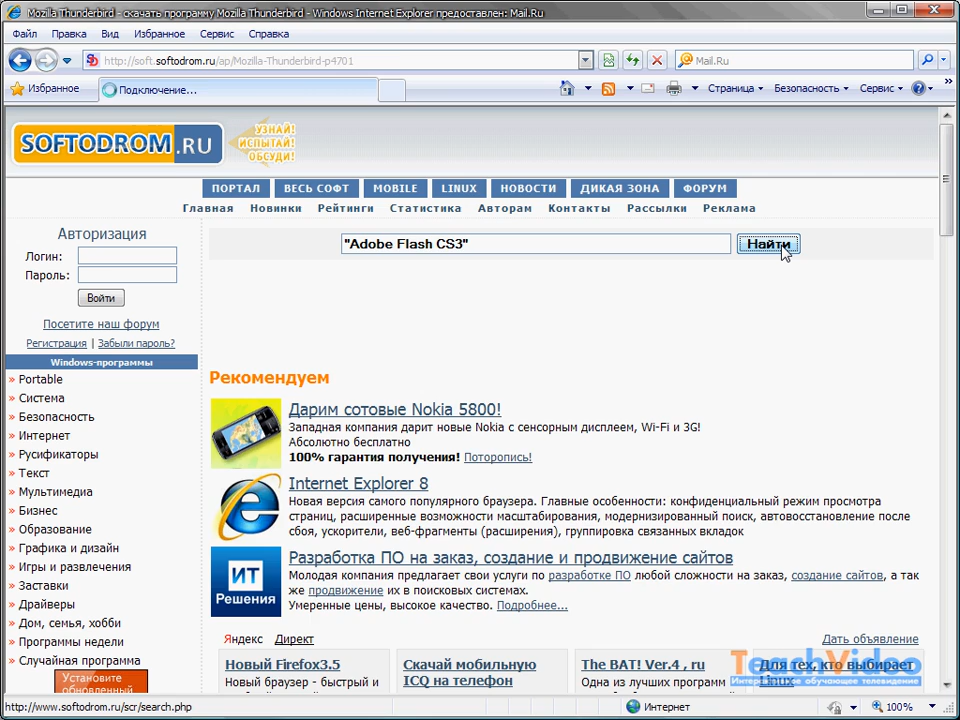 Mozilla Thunderbird - скачать программу Mozilla Thunderbird - Windows Internet Explorer предоставлен: Mail.Ru
Файл Правка Вид Избранное Сервис Справка
http://soft.softodrom.ru/ap/Mozilla-Thunderbird-p4701
Mail.Ru
Избранное
Подключение...
Страница Безопасность Сервис
SOFTODROM.RU
УЗНАЙ!
ИСПЫТАЙ!
ОБСУДИ!
ПОРТАЛ ВЕСЬ СОФТ MOBILE LINUX НОВОСТИ ДИКАЯ ЗОНА ФОРУМ
Главная Новинки Рейтинги Статистика Авторам Контакты Рассылки Реклама
Авторизация
Логин:
Пароль:
Войти
Посетите наш форум
Регистрация | Забыли пароль?
Windows-программы
» Portable
» Система
» Безопасность
» Интернет
» Русификаторы
» Текст
» Мультимедиа
» Бизнес
» Образование
» Графика и дизайн
» Игры и развлечения
» Заставки
» Драйверы
» Дом, семья, хобби
» Программы недели
» Случайная программа
Установите
обновленный
"Adobe Flash CS3"
Найти
Рекомендуем
Дарим сотовые Nokia 5800!
Западная компания дарит новые Nokia с сенсорным дисплеем, Wi-Fi и 3G!
Абсолютно бесплатно
100% гарантия получения! Поторопись!
Internet Explorer 8
Новая версия самого популярного браузера. Главные особенности: конфиденциальный режим просмотра
страниц, расширенные возможности масштабирования, модернизированный поиск, автовосстановление после
сбоя, ускорители, веб-фрагменты (расширения), группировка связанных вкладок
ИТ
Решения
Разработка ПО на заказ, создание и продвижение сайтов
Молодая компания предлагает свои услуги по разработке ПО любой сложности на заказ, создание сайтов, а так
же продвижение их в поисковых системах.
Умеренные цены, высокое качество. Подробнее...
Яндекс Директ
Дать объявление
Новый Firefox3.5
Новый браузер - быстрый и
Скачай мобильную
ICQ на телефон
The BAT! Ver.4 , ru
Одна из лучших программ
Для тех, кто выбирает
Linux
TeachVideo
Интерактивное обучающее телевидение
http://www.softodrom.ru/scr/search.php
Интернет
100%